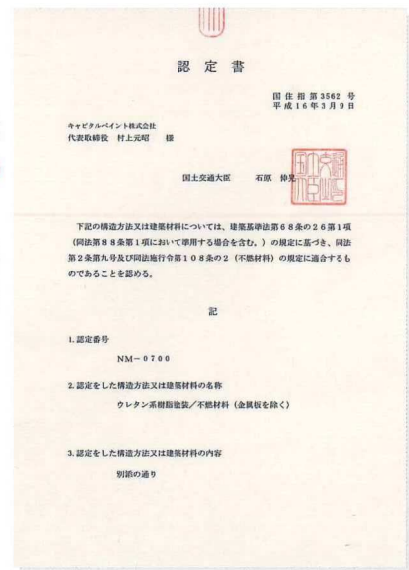 認定書
国住指第3562号
平成16年3月9日
キャピタルペイント株式会社
代表取締役 村上元昭 様
国土交通大臣 石原 伸晃
下記の構造方法又は建築材料については、建築基準法第68条の26第1項
(同法第88条第1項において準用する場合を含む。)の規定に基づき、同法
第2条第九号及び同法施行令第108条の2(不燃材料)の規定に適合するも
のであることを認める。
記
1.認定番号
NM-0700
2.認定をした構造方法又は建築材料の名称
ウレタン系樹脂塗装/不燃材料(金属板を除く)
3.認定をした構造方法又は建築材料の内容
別添の通り